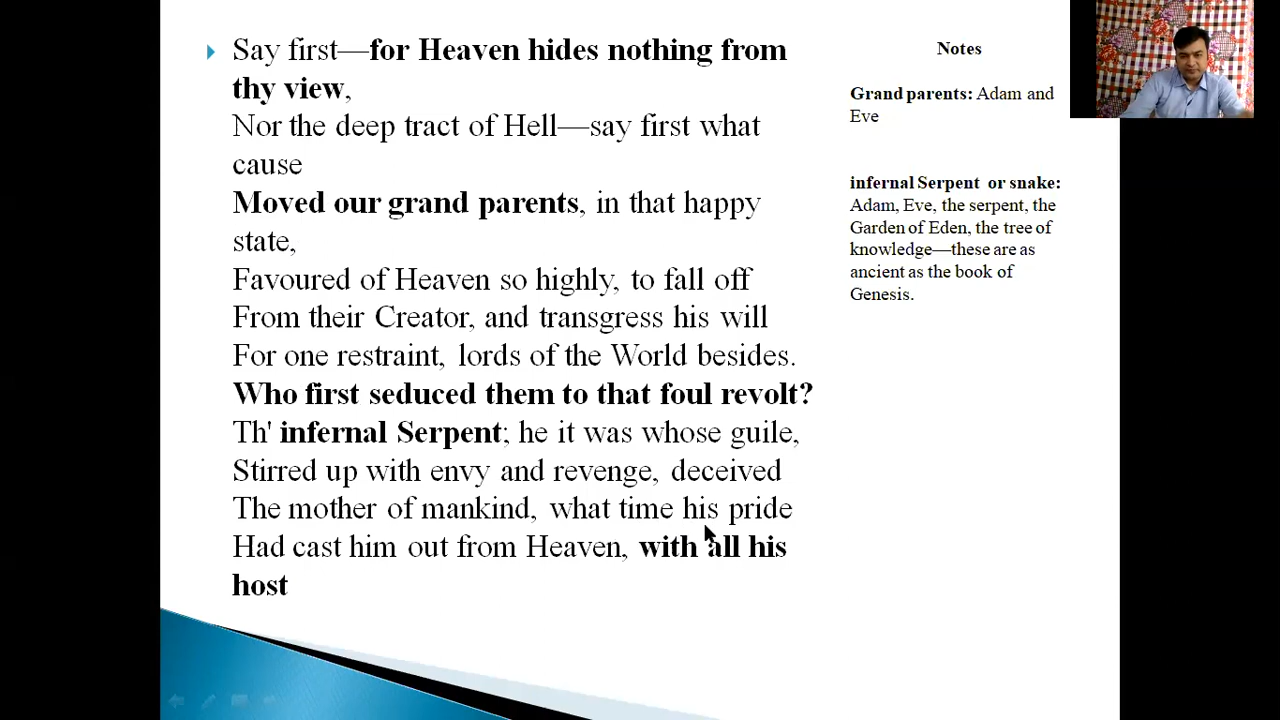 Say first—for Heaven hides nothing from
thy view,
Nor the deep tract of Hell—say first what
cause
Moved our grand parents, in that happy
state,
Favoured of Heaven so highly, to fall off
From their Creator, and transgress his will
For one restraint, lords of the World besides.
Who first seduced them to that foul revolt?
Th' infernal Serpent; he it was whose guile,
Stirred up with envy and revenge, deceived
The mother of mankind, what time his pride
Had cast him out from Heaven, with all his
host
Notes
Grand parents: Adam and
Eve
infernal Serpent or snake:
Adam, Eve, the serpent, the
Garden of Eden, the tree of
knowledge—these are as
ancient as the book of
Genesis.